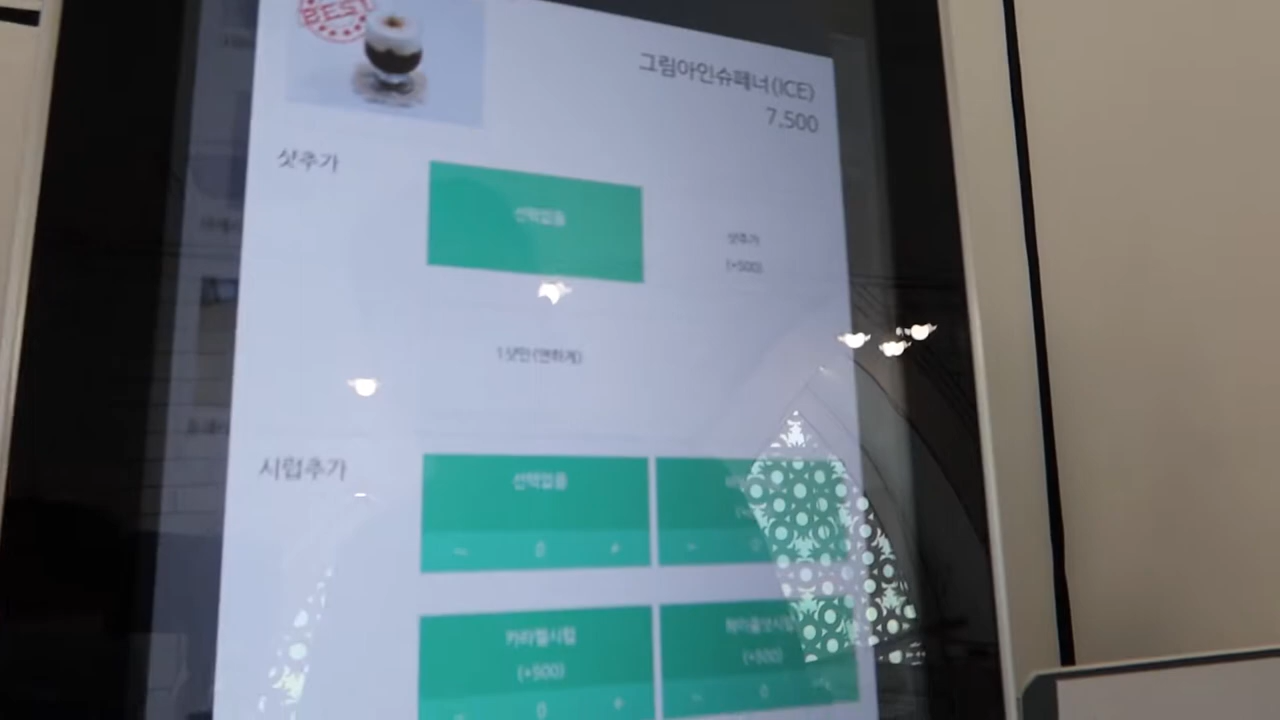 BEST
그림아인슈페너(ICE)
7,500
샷추가
선택없음
샷추가
(+500)
1샷만(연하게)
시럽추가
선택없음
- 0 +
카라멜시럽
(+500)
- 0 +
헤이즐넛시럽
(+500)
- 0